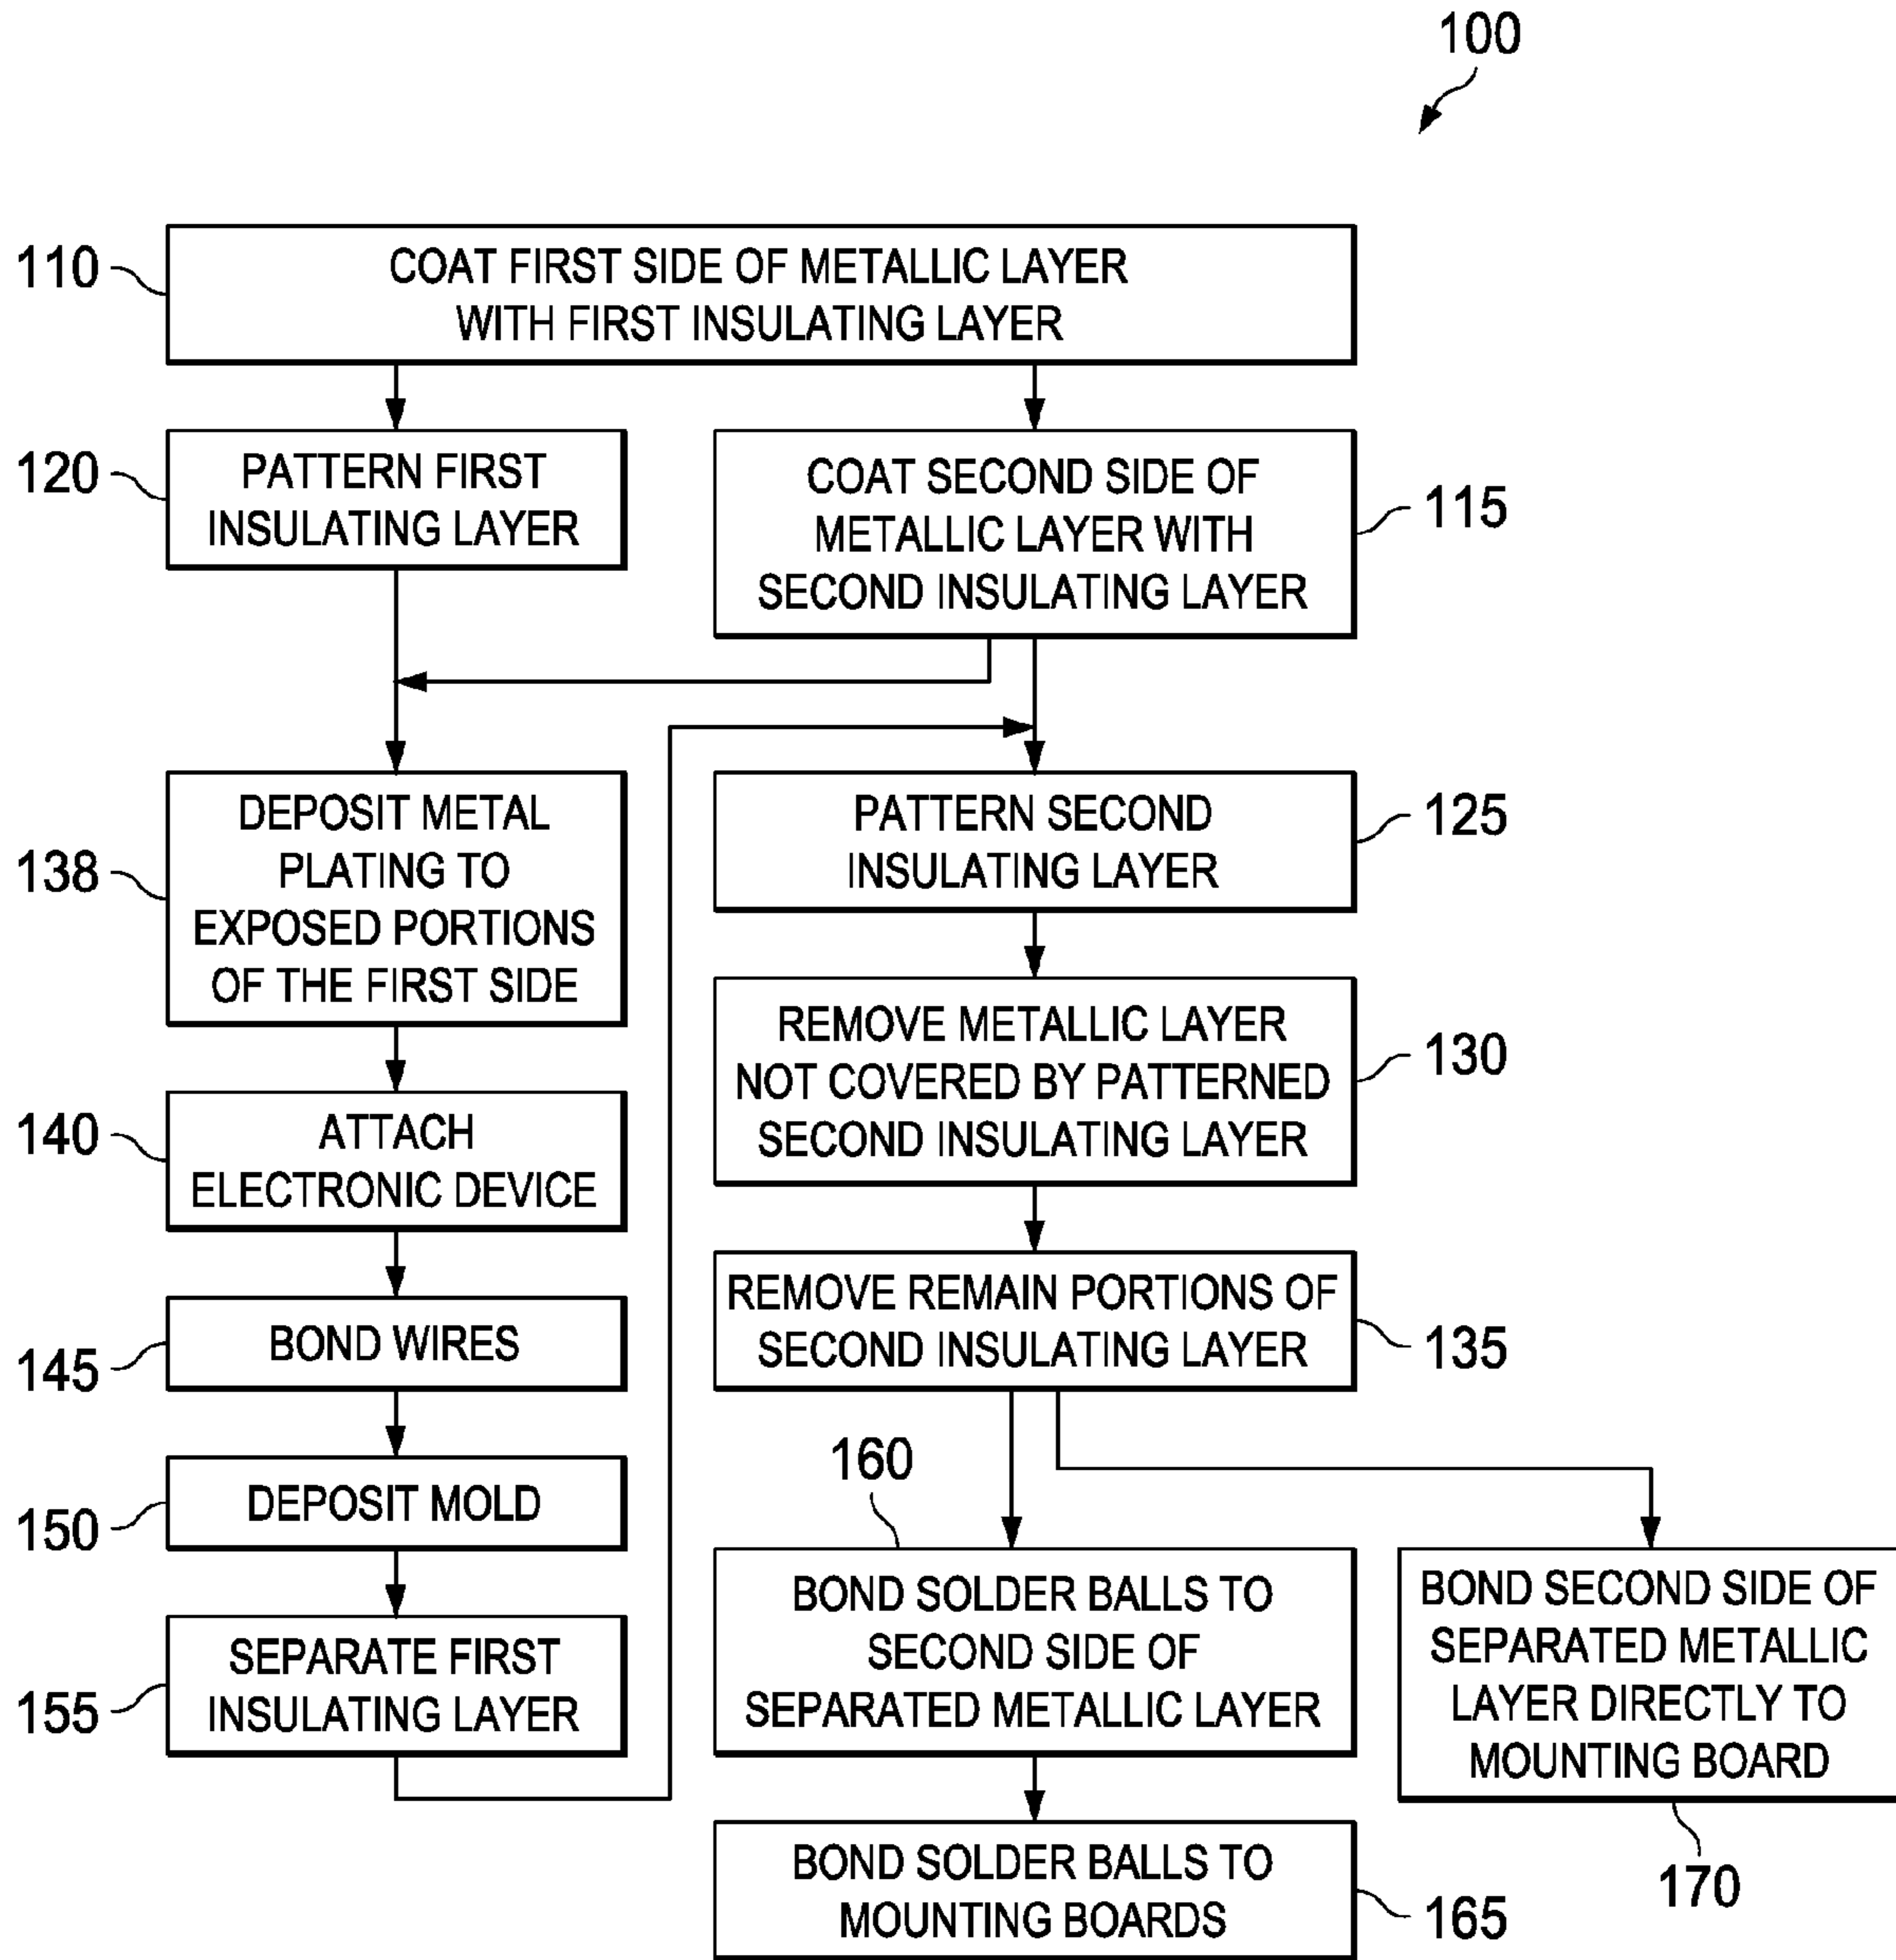 100
110
COAT FIRST SIDE OF METALLIC LAYER
WITH FIRST INSULATING LAYER
120
PATTERN FIRST
INSULATING LAYER
COAT SECOND SIDE OF
METALLIC LAYER WITH
SECOND INSULATING LAYER
115
138
DEPOSIT METAL
PLATING TO
EXPOSED PORTIONS
OF THE FIRST SIDE
PATTERN SECOND
INSULATING LAYER
125
REMOVE METALLIC LAYER
NOT COVERED BY PATTERNED
SECOND INSULATING LAYER
130
140
ATTACH
ELECTRONIC DEVICE
REMOVE REMAIN PORTIONS OF
SECOND INSULATING LAYER
135
145
BOND WIRES
150
DEPOSIT MOLD
155
SEPARATE FIRST
INSULATING LAYER
160
BOND SOLDER BALLS TO
SECOND SIDE OF
SEPARATED METALLIC LAYER
BOND SECOND SIDE OF
SEPARATED METALLIC
LAYER DIRECTLY TO
MOUNTING BOARD
170
BOND SOLDER BALLS TO
MOUNTING BOARDS
165